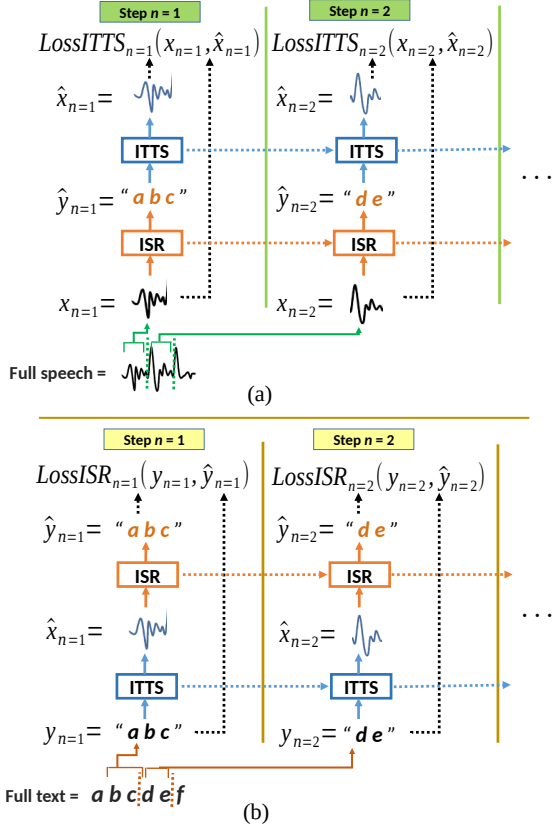 Step n = 1 Step n = 2
LossITTS_{n=1}(x_{n=1}, x̂_{n=1}) LossITTS_{n=2}(x_{n=2}, x̂_{n=2})
x̂_{n=1}= x̂_{n=2}=
ITTS ITTS
ŷ_{n=1}= “ a b c ” ŷ_{n=2}= “ d e ”
. . .
ISR ISR
x_{n=1}= x_{n=2}=
Full speech =
(a)
Step n = 1 Step n = 2
LossISR_{n=1}(y_{n=1}, ŷ_{n=1}) LossISR_{n=2}(y_{n=2}, ŷ_{n=2})
ŷ_{n=1}= “ a b c ” ŷ_{n=2}= “ d e ”
ISR ISR
. . .
x̂_{n=1}= x̂_{n=2}=
ITTS ITTS
y_{n=1}= “ a b c ” y_{n=2}= “ d e ”
Full text = a b c d e f
(b)